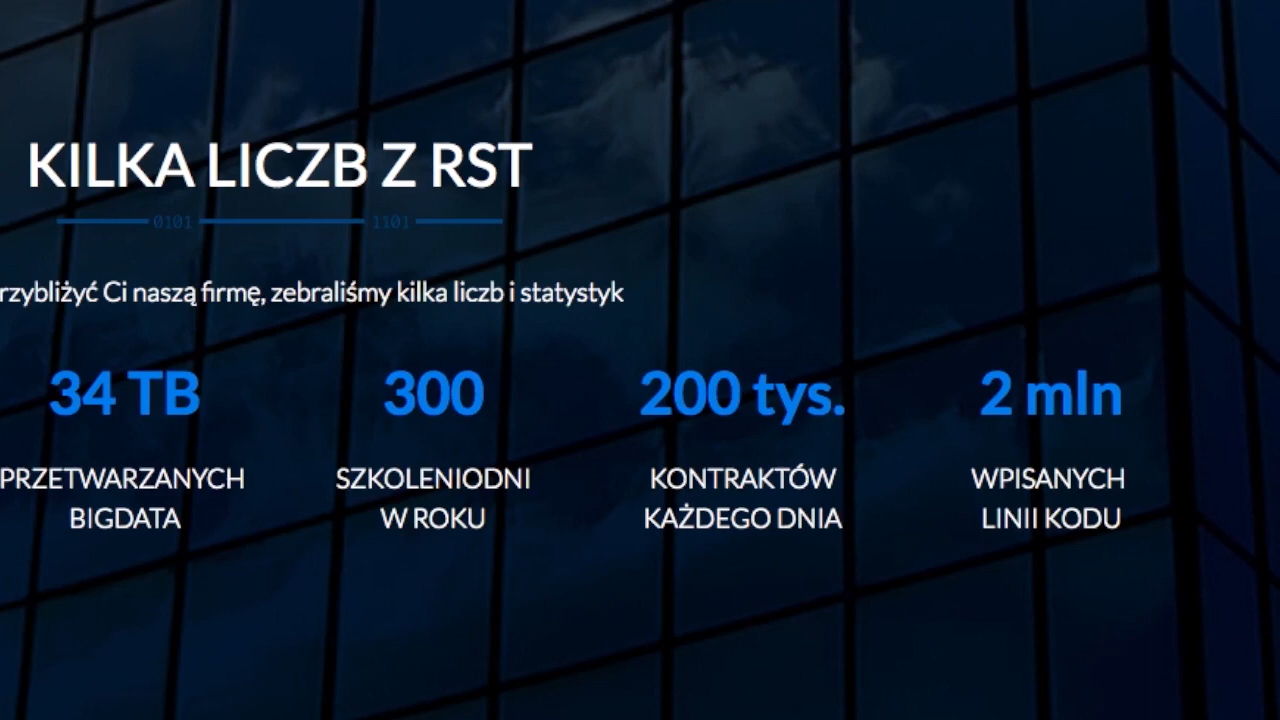 KILKA LICZB Z RST
0101 1101
rzybliżyć Ci naszą firmę, zebraliśmy kilka liczb i statystyk
34 TB
PRZETWARZANYCH
BIGDATA
300
SZKOLENIODNI
W ROKU
200 tys.
KONTRAKTÓW
KAŻDEGO DNIA
2 mln
WPISANYCH
LINII KODU